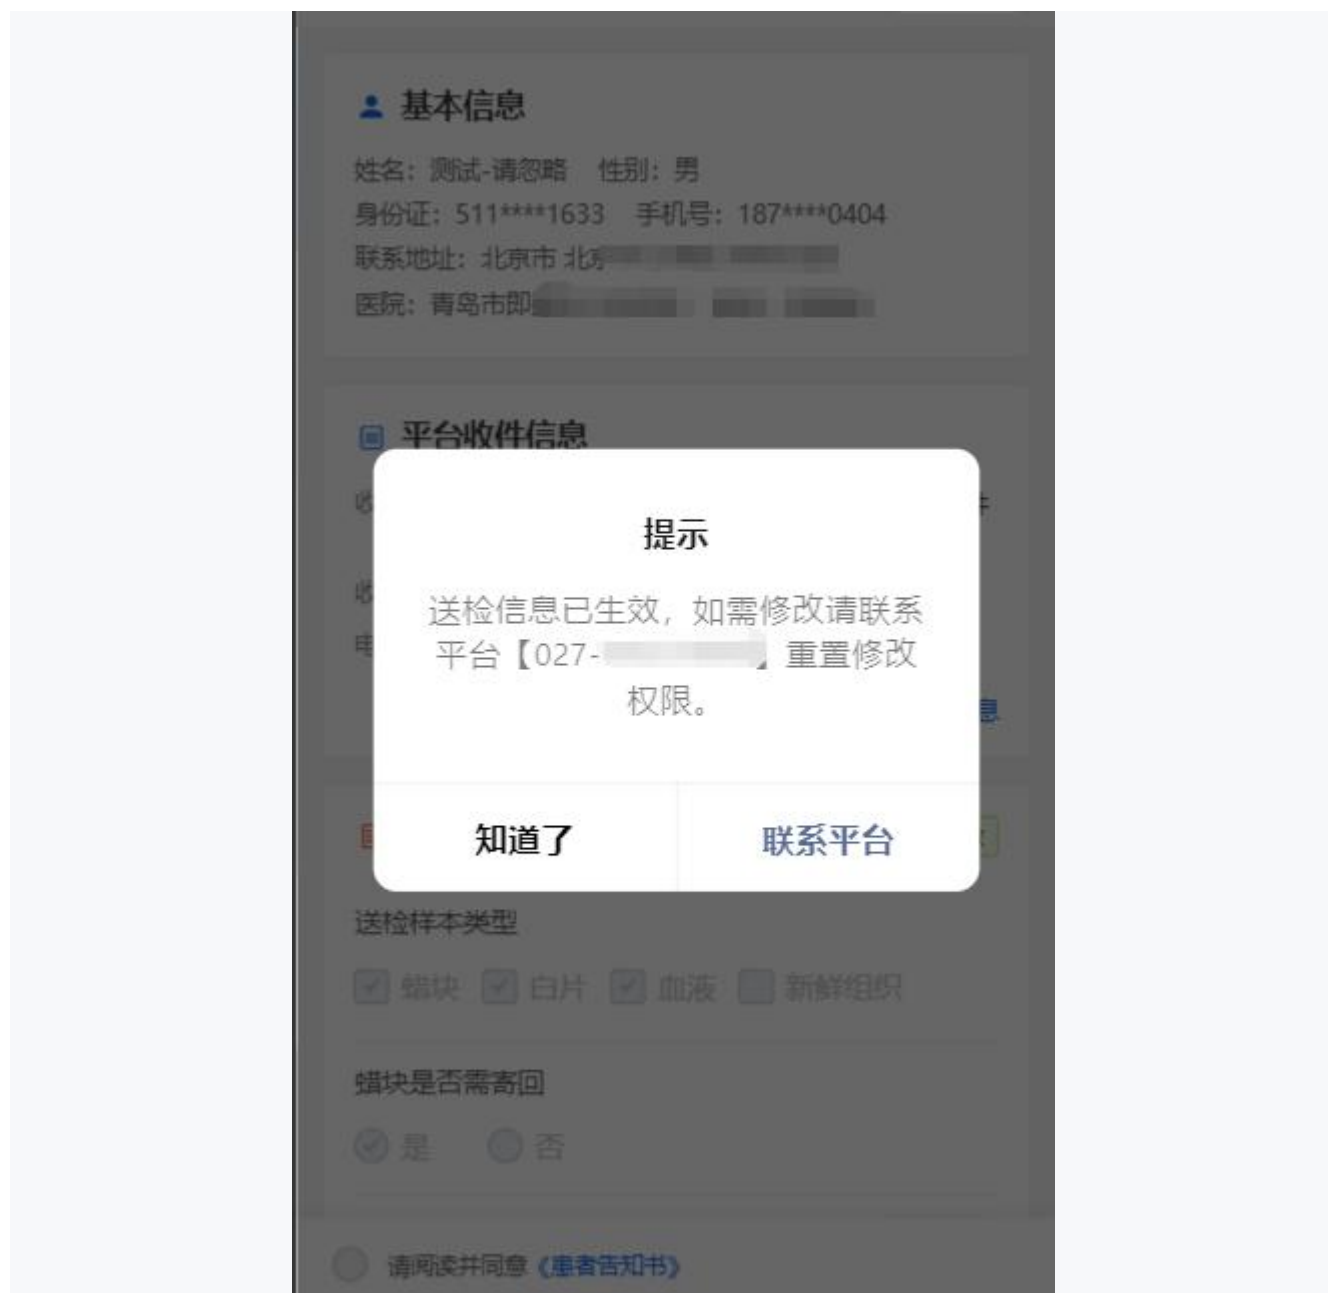 基本信息
姓名：测试-请忽略 性别：男
身份证：511****1633 手机号：187****0404
联系地址：北京市 北京
医院：青岛市即
平台收件信息
提示
送检信息已生效，如需修改请联系
平台【027-】重置修改
权限。
息
知道了 联系平台
送检样本类型
蜡块 白片 血液 新鲜组织
蜡块是否需寄回
是 否
请阅读并同意《患者告知书》